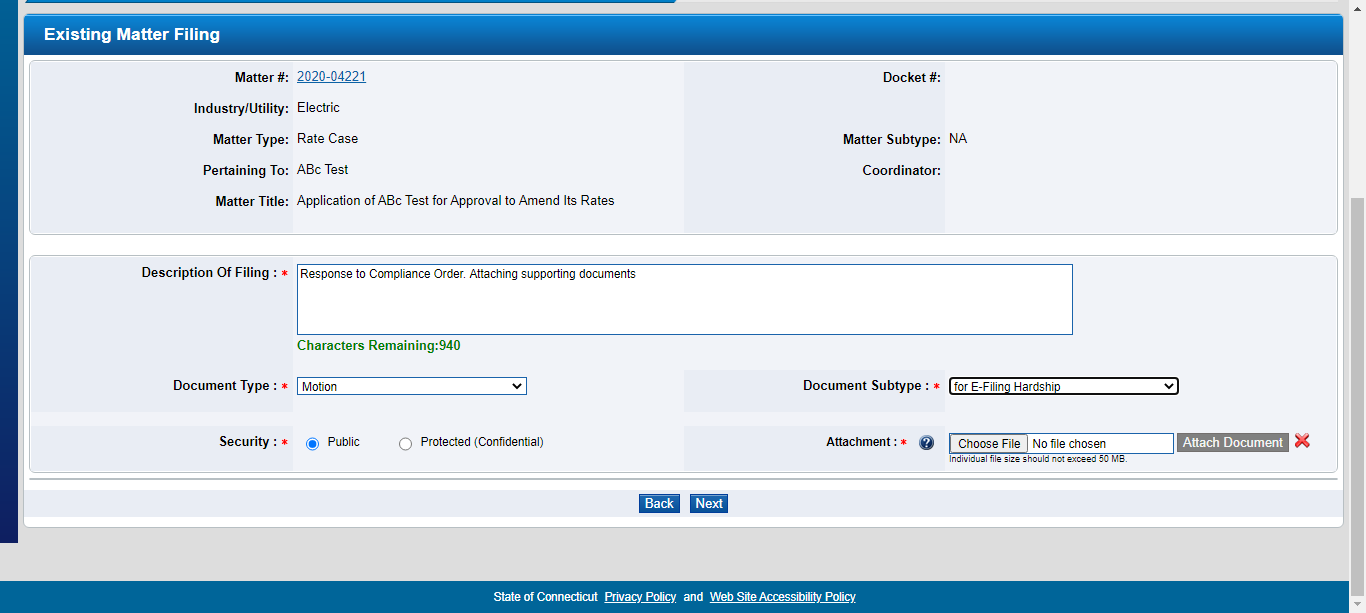 Existing Matter Filing
Matter #: 2020-04221 Docket #:
Industry/Utility: Electric
Matter Type: Rate Case Matter Subtype: NA
Pertaining To: ABc Test Coordinator:
Matter Title: Application of ABc Test for Approval to Amend Its Rates
Description Of Filing : * Response to Compliance Order. Attaching supporting documents
Characters Remaining:940
Document Type : * Motion Document Subtype : * for E-Filing Hardship
Security : * Public Protected (Confidential) Attachment : * ? Choose File No file chosen Attach Document
Individual file size should not exceed 50 MB.
Back Next
State of Connecticut Privacy Policy and Web Site Accessibility Policy